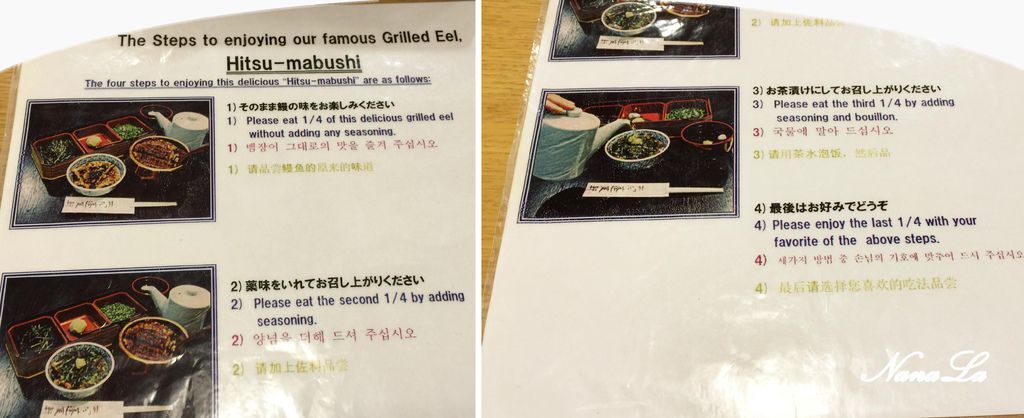 The Steps to enjoying our famous Grilled Eel,
Hitsu-mabushi
The four steps to enjoying this delicious "Hitsu-mabushi" are as follows:
1) そのまま鰻の味をお楽しみください
1) Please eat 1/4 of this delicious grilled eel
without adding any seasoning.
1) 뱀장어 그대로의 맛을 즐겨 주십시오
1) 请品尝鳗鱼的原来的味道
2) 薬味をいれてお召し上がりください
2) Please eat the second 1/4 by adding
seasoning.
2) 양념을 더해 드셔 주십시오
2) 请加上佐料品尝
2) 请加上佐料品尝
3) お茶漬けにしてお召し上がりください
3) Please eat the third 1/4 by adding
seasoning and bouillon.
3) 국물에 말아 드십시오
3) 请用茶水泡饭，然后品
4) 最後はお好みでどうぞ
4) Please enjoy the last 1/4 with your
favorite of the above steps.
4) 세가지 방법 중 손님의 기호에 맞추어 드셔 주십시오
4) 最后请选择您喜欢的吃法品尝
NanaLa